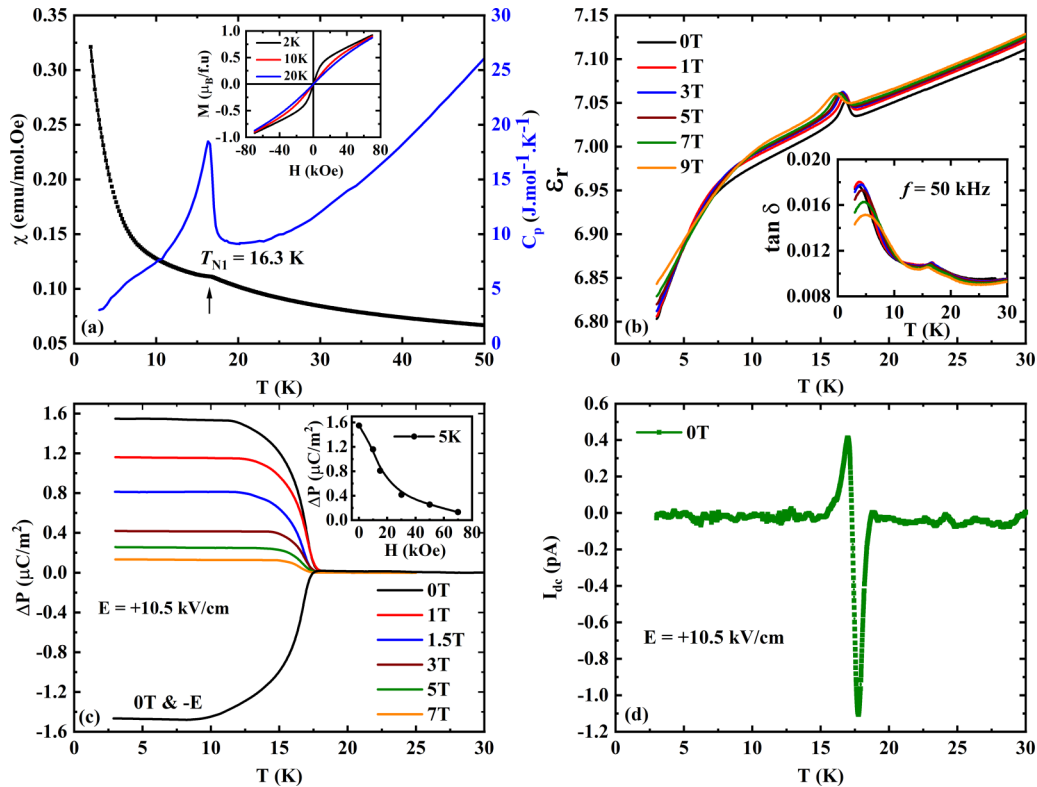 30
0.35
0.30
0.25
0.20
0.15
0.10
0.05
χ (emu/mol.Oe)
0 10 20 30 40 50
T (K)
30
25
20
15
10
5
0
C_p (J.mol⁻¹.K⁻¹)
1.0
0.5
0.0
-0.5
-1.0
M (μ_B/f.u)
2K
10K
20K
-80 -40 0 40 80
H (kOe)
T_N1 = 16.3 K
(a)
7.15
7.10
7.05
7.00
6.95
6.90
6.85
6.80
ε_r
0T
1T
3T
5T
7T
9T
0.020
0.016
0.012
0.008
tan δ
f = 50 kHz
0 5 10 15 20 25 30
T (K)
(b)
0 5 10 15 20 25 30
T (K)
1.6
1.2
0.8
0.4
0.0
-0.4
-0.8
-1.2
-1.6
ΔP (μC/m²)
1.6
1.2
0.8
0.4
0.0
ΔP (μC/m²)
5K
0 20 40 60 80
H (kOe)
E = +10.5 kV/cm
0T
1T
1.5T
3T
5T
7T
0T & -E
(c)
0 5 10 15 20 25 30
T (K)
0.6
0.4
0.2
0.0
-0.2
-0.4
-0.6
-0.8
-1.0
-1.2
I_dc (pA)
0T
E = +10.5 kV/cm
(d)
0 5 10 15 20 25 30
T (K)